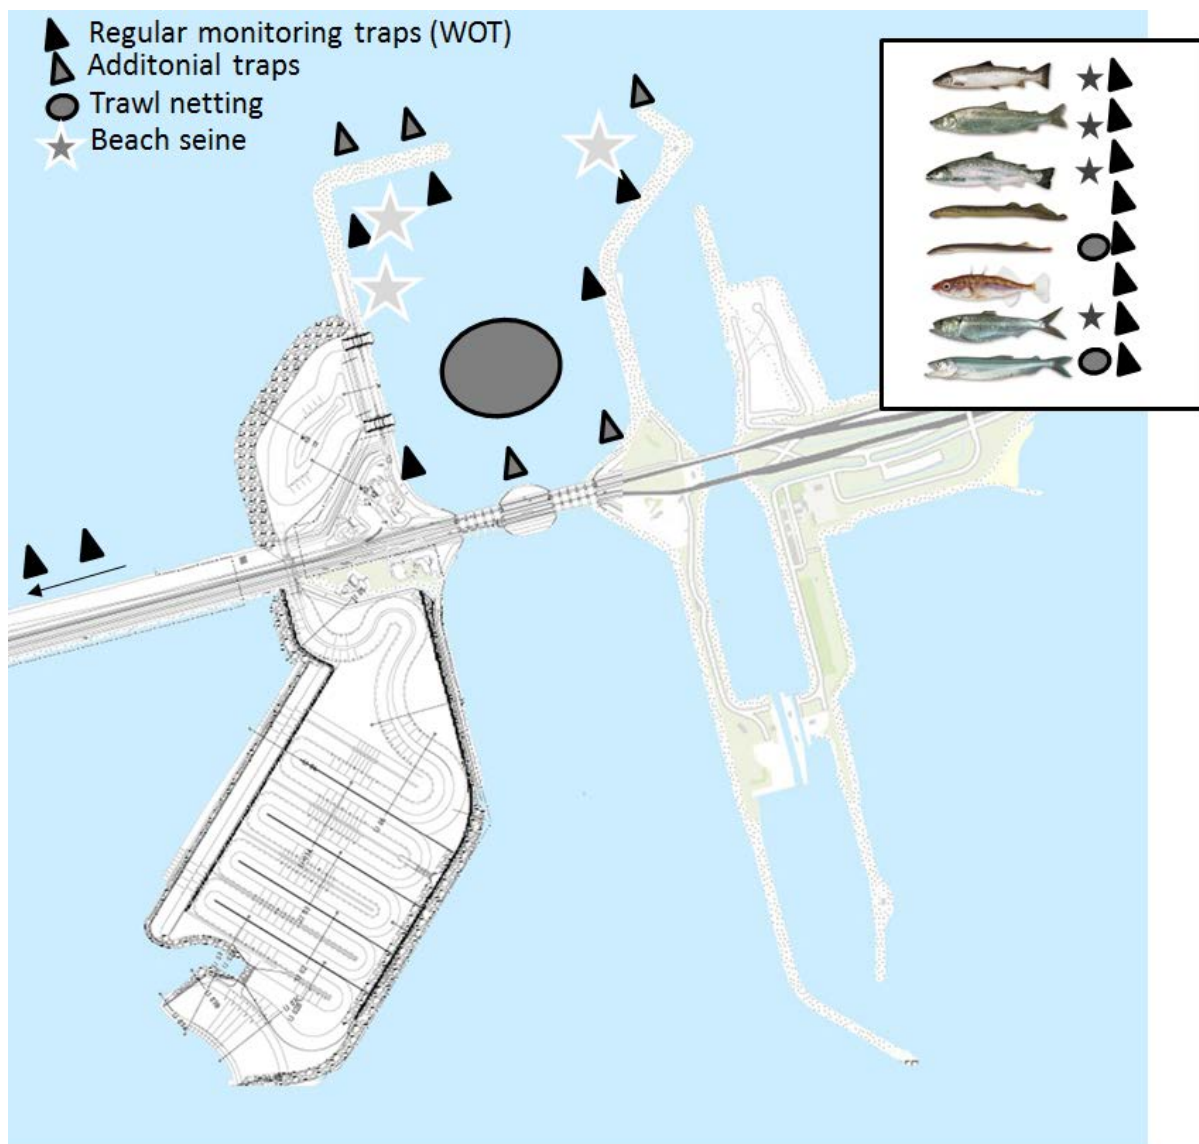 Regular monitoring traps (WOT)
Additonial traps
Trawl netting
Beach seine